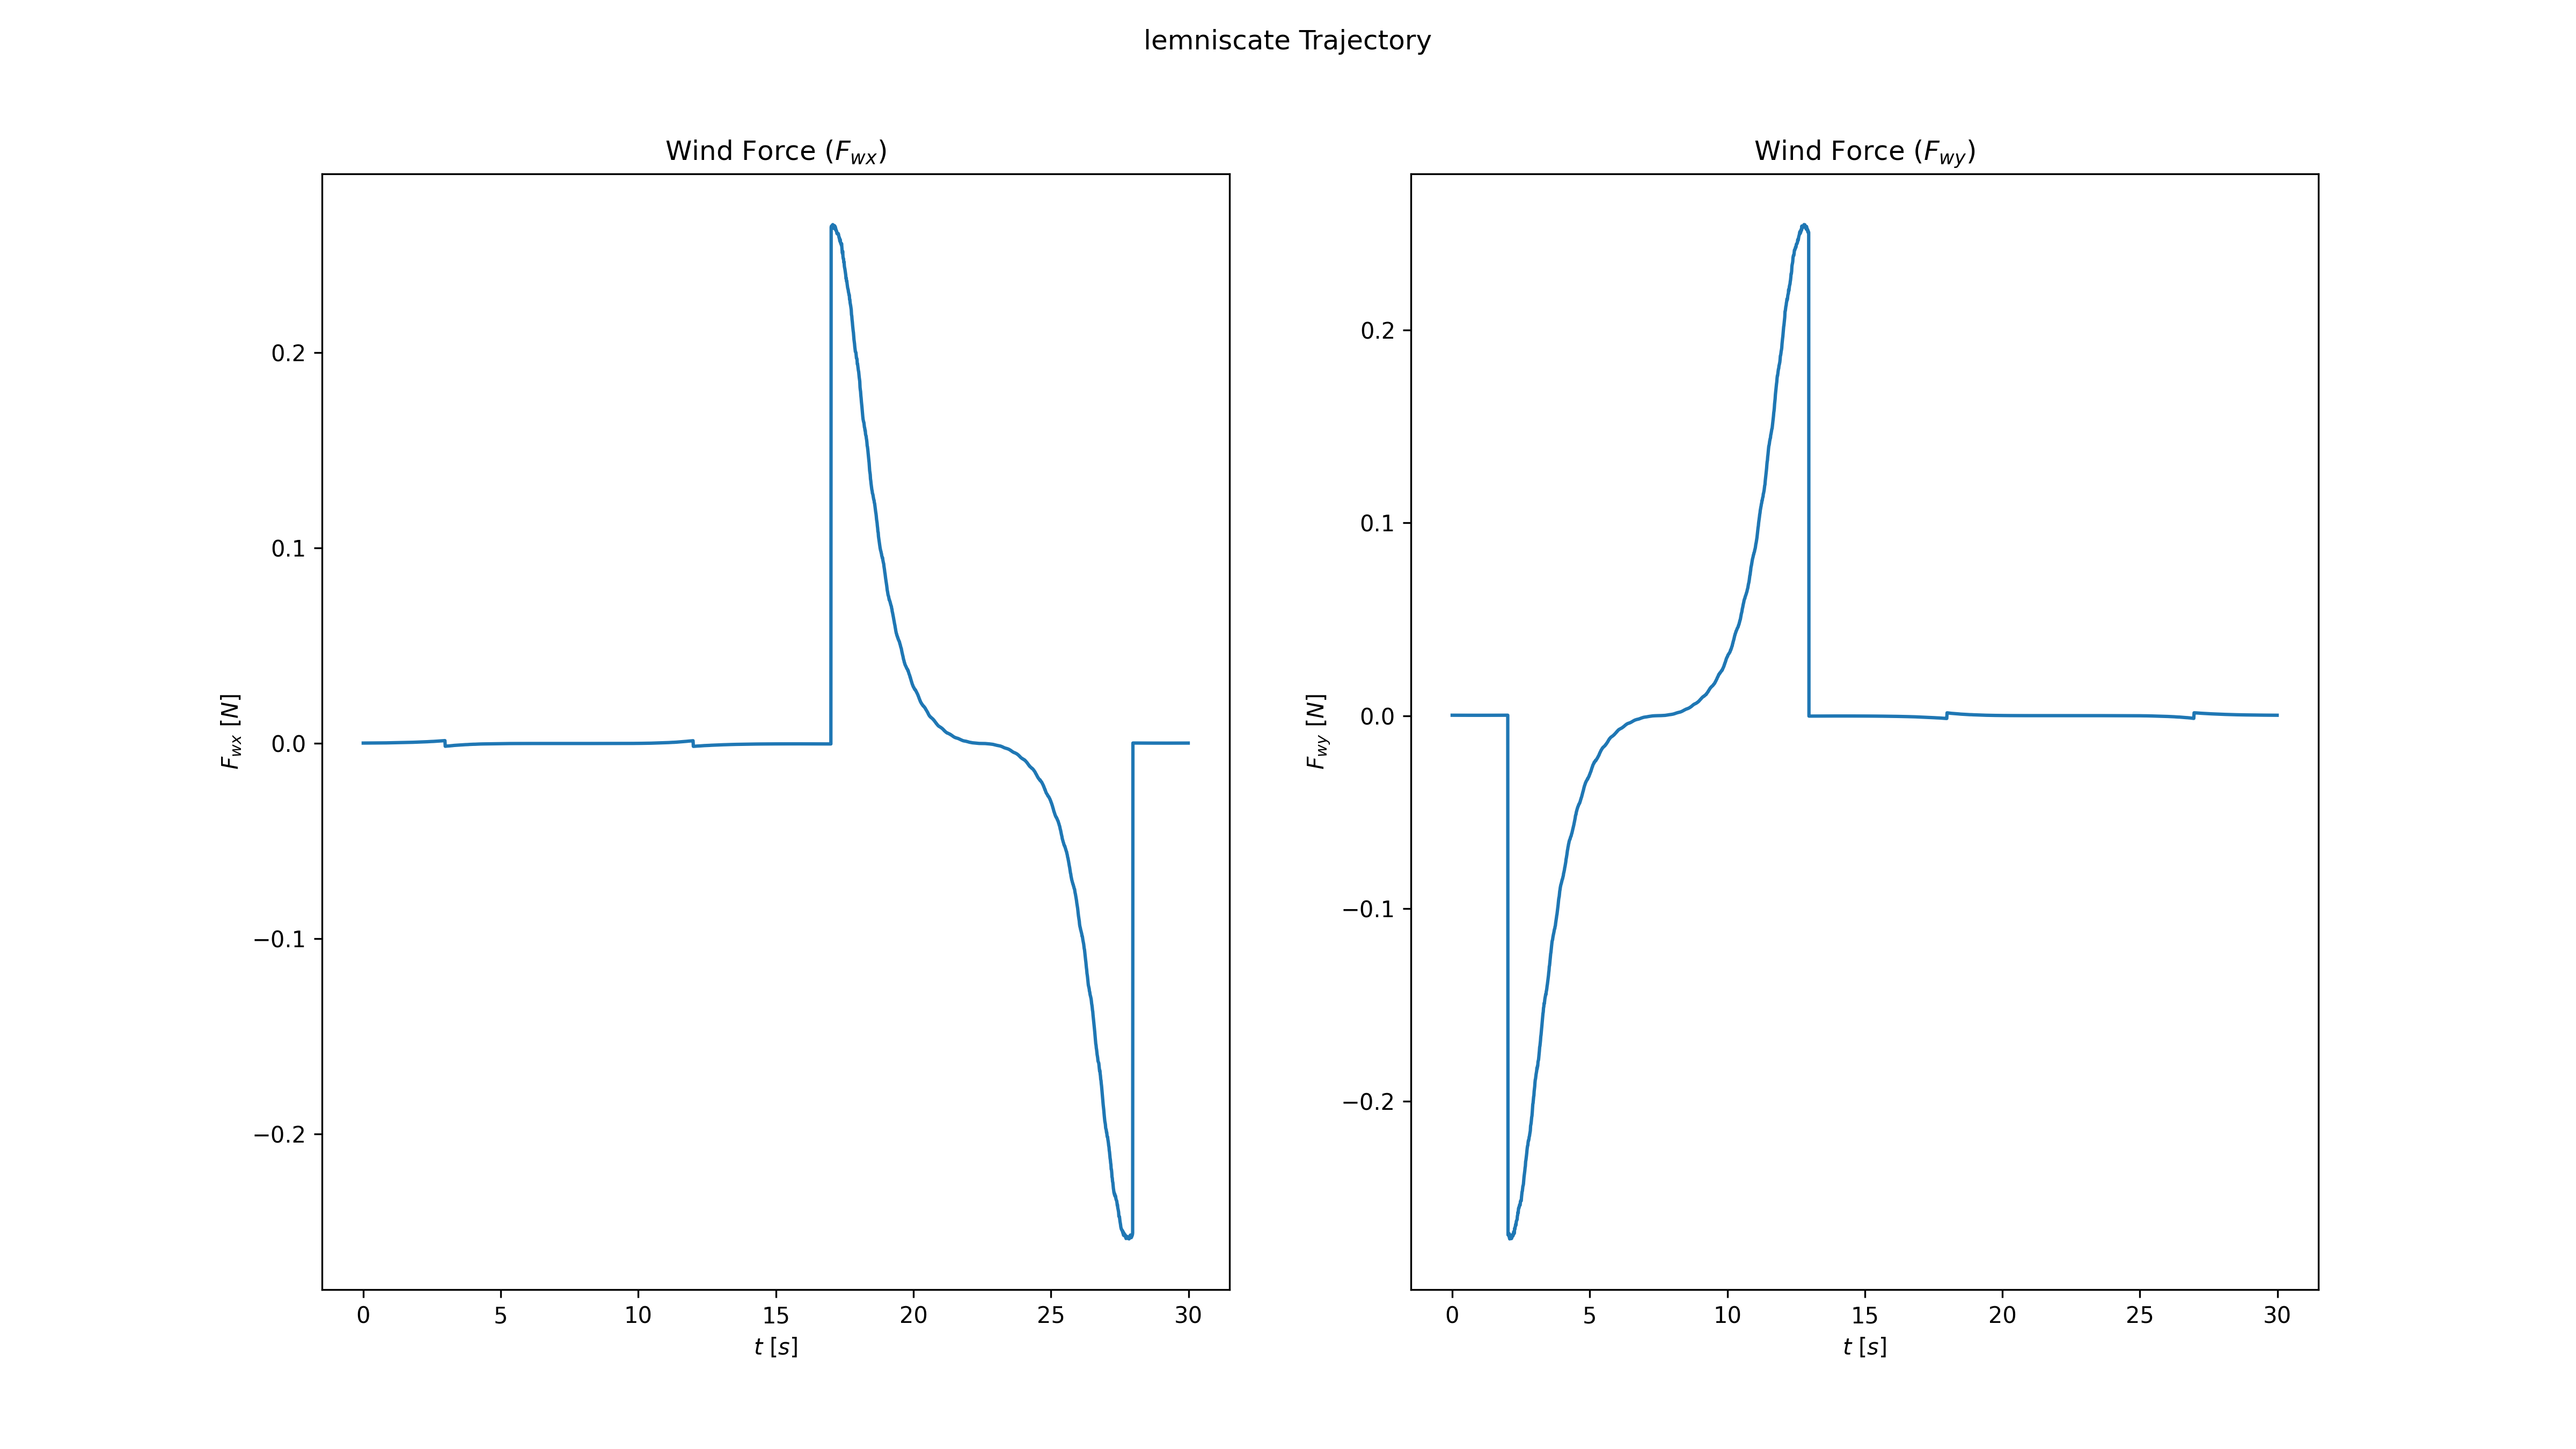 lemniscate Trajectory
Wind Force (F_wx)
0.2
0.1
0.0
−0.1
−0.2
F_wx [N]
0 5 10 15 20 25 30
t [s]
Wind Force (F_wy)
0.2
0.1
0.0
−0.1
−0.2
F_wy [N]
0 5 10 15 20 25 30
t [s]